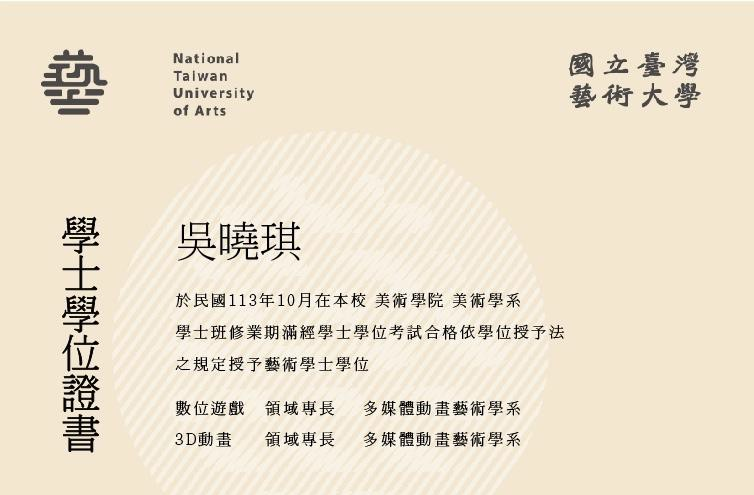 National
Taiwan
University
of Arts
國立臺灣
藝術大學
學士學位證書
吳曉琪
於民國113年10月在本校 美術學院 美術學系
學士班修業期滿經學士學位考試合格依學位授予法
之規定授予藝術學士學位
數位遊戲 領域專長 多媒體動畫藝術學系
3D動畫 領域專長 多媒體動畫藝術學系